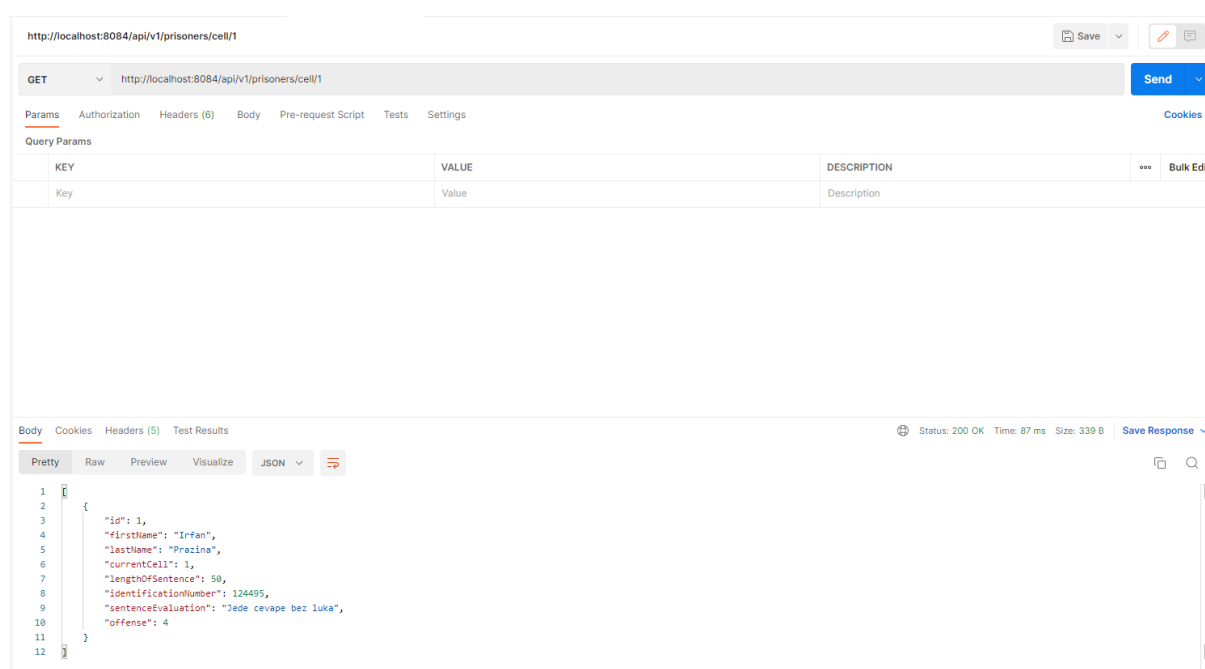 http://localhost:8084/api/v1/prisoners/cell/1 Save
GET http://localhost:8084/api/v1/prisoners/cell/1 Send
Params Authorization Headers (6) Body Pre-request Script Tests Settings Cookies
Query Params
KEY VALUE DESCRIPTION Bulk Edi
Key Value Description
Body Cookies Headers (5) Test Results Status: 200 OK Time: 87 ms Size: 339 B Save Response
Pretty Raw Preview Visualize JSON
1 [
2 {
3 "id": 1,
4 "firstName": "Irfan",
5 "lastName": "Prazina",
6 "currentCell": 1,
7 "lengthOfSentence": 50,
8 "identificationNumber": 124495,
9 "sentenceEvaluation": "Jede cevape bez luka",
10 "offense": 4
11 }
12 ]